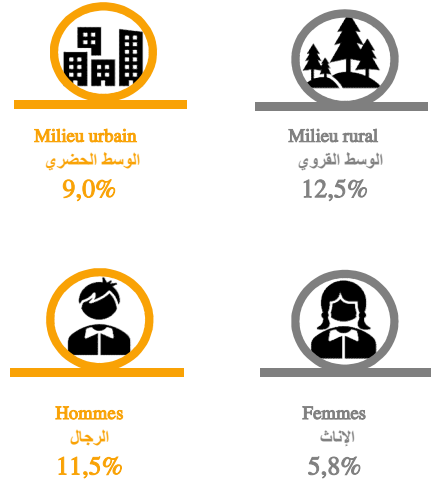 Milieu urbain
الوسط الحضري
9,0%
Milieu rural
الوسط القروي
12,5%
Hommes
الرجال
11,5%
Femmes
الإناث
5,8%